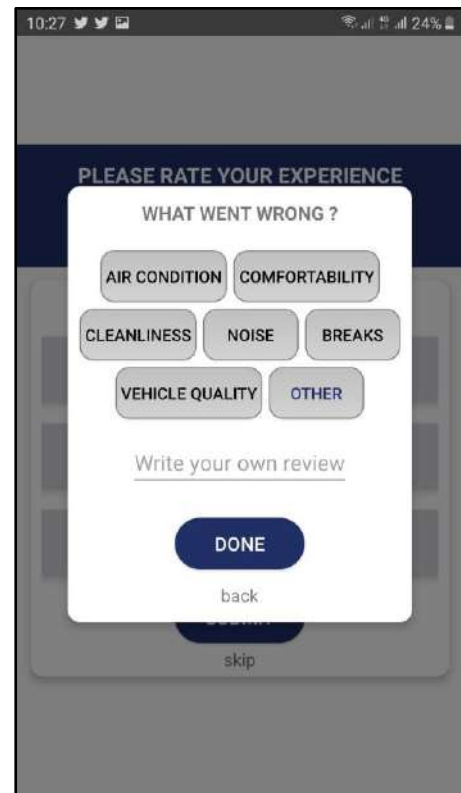 10:27 24%
PLEASE RATE YOUR EXPERIENCE
WHAT WENT WRONG ?
AIR CONDITION COMFORTABILITY
CLEANLINESS NOISE BREAKS
VEHICLE QUALITY OTHER
Write your own review
DONE
back
skip